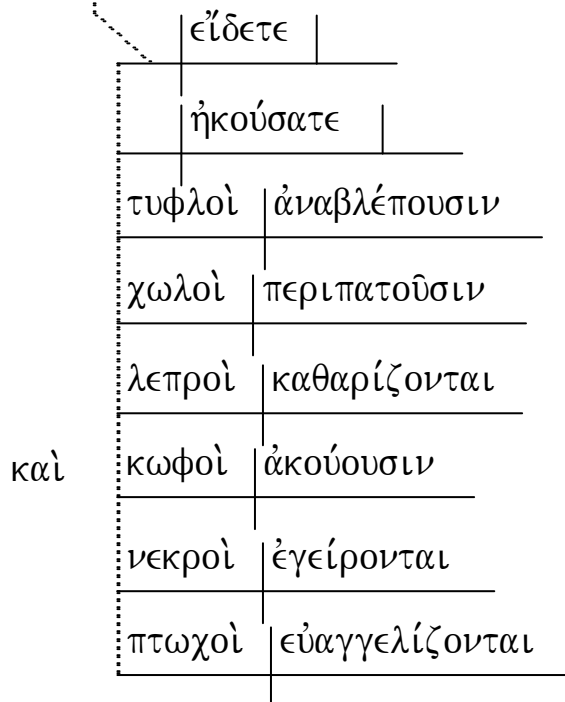 εἴδετε
ἠκούσατε
τυφλοὶ ἀναβλέπουσιν
χωλοὶ περιπατοῦσιν
λεπροὶ καθαρίζονται
καὶ κωφοὶ ἀκούουσιν
νεκροὶ ἐγείρονται
πτωχοὶ εὐαγγελίζονται